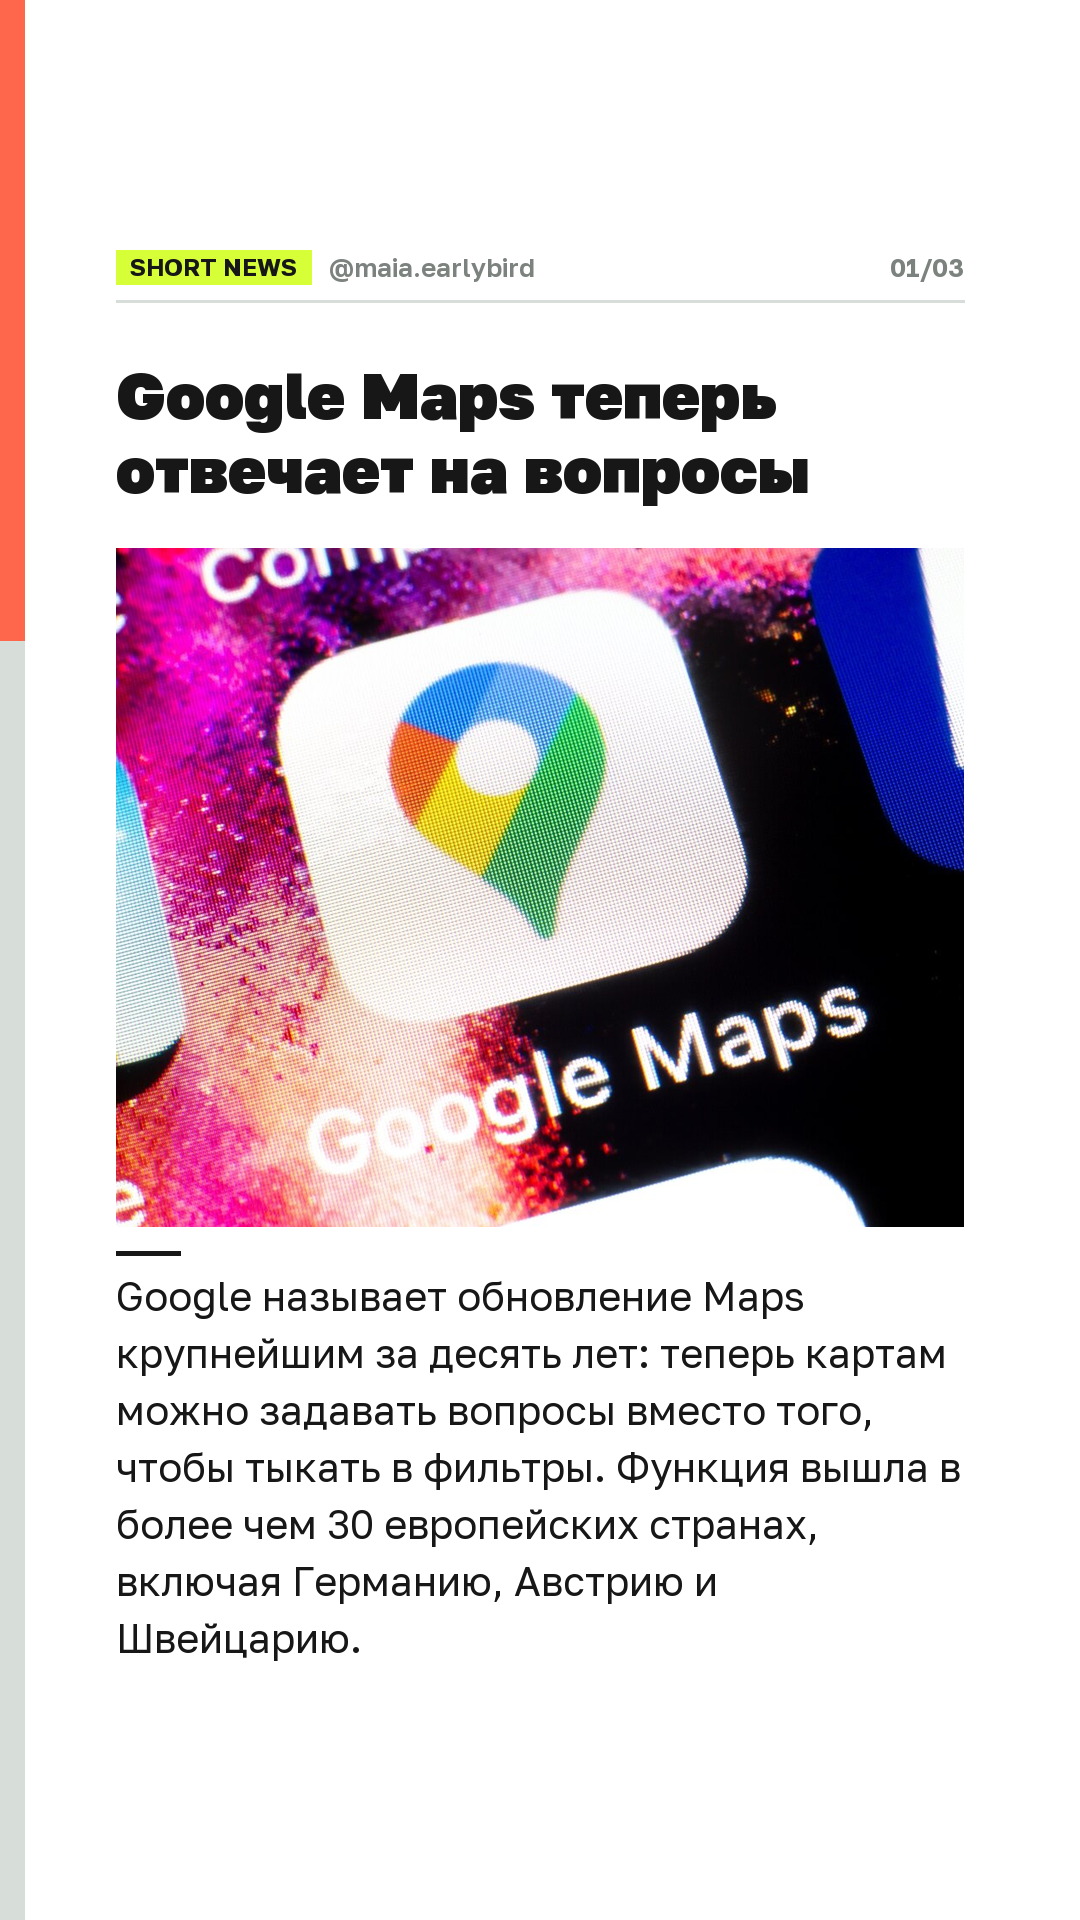 SHORT NEWS @maia.earlybird 01/03
Google Maps теперь
отвечает на вопросы
Google Maps
Google называет обновление Maps
крупнейшим за десять лет: теперь картам
можно задавать вопросы вместо того,
чтобы тыкать в фильтры. Функция вышла в
более чем 30 европейских странах,
включая Германию, Австрию и
Швейцарию.